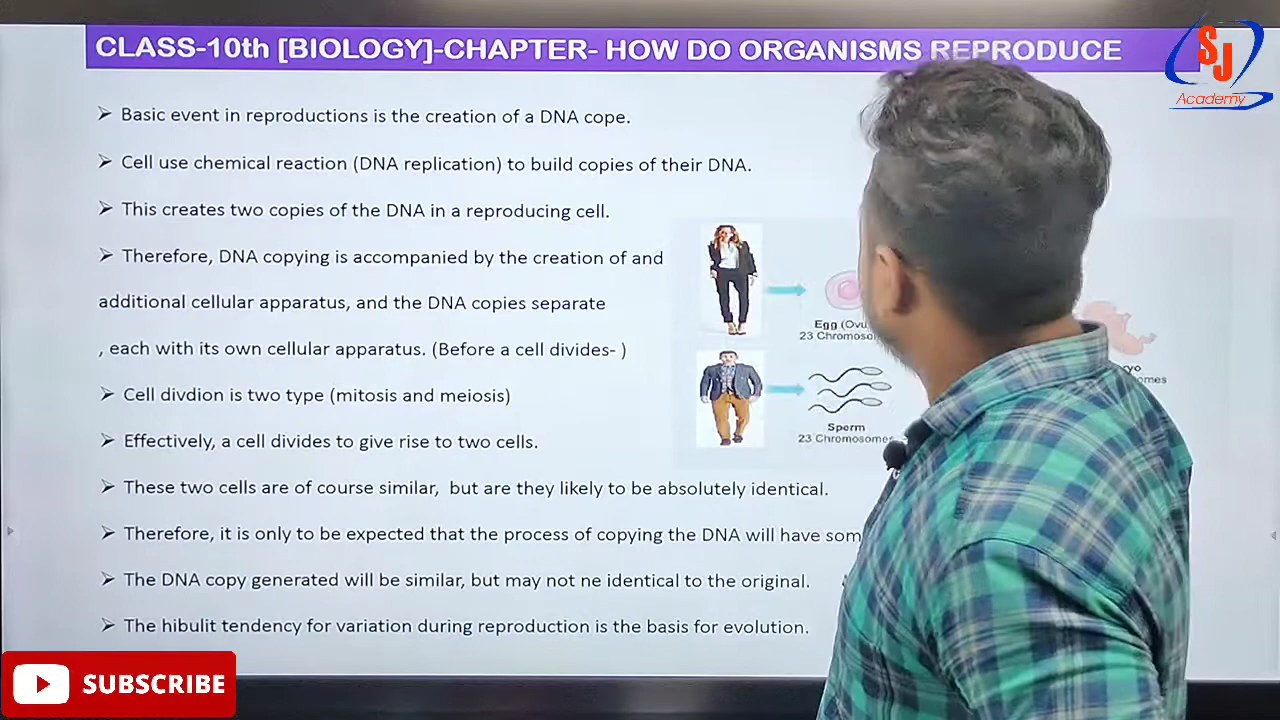 CLASS-10th [BIOLOGY]-CHAPTER- HOW DO ORGANISMS REPRODUCE
SJ
Academy
➢ Basic event in reproductions is the creation of a DNA cope.
➢ Cell use chemical reaction (DNA replication) to build copies of their DNA.
➢ This creates two copies of the DNA in a reproducing cell.
➢ Therefore, DNA copying is accompanied by the creation of and
additional cellular apparatus, and the DNA copies separate
, each with its own cellular apparatus. (Before a cell divides- )
➢ Cell divdion is two type (mitosis and meiosis)
➢ Effectively, a cell divides to give rise to two cells.
➢ These two cells are of course similar, but are they likely to be absolutely identical.
➢ Therefore, it is only to be expected that the process of copying the DNA will have
➢ The DNA copy generated will be similar, but may not ne identical to the original.
➢ The hibulit tendency for variation during reproduction is the basis for evolution.
Egg
23
Sperm
23 Chromosomes
SUBSCRIBE